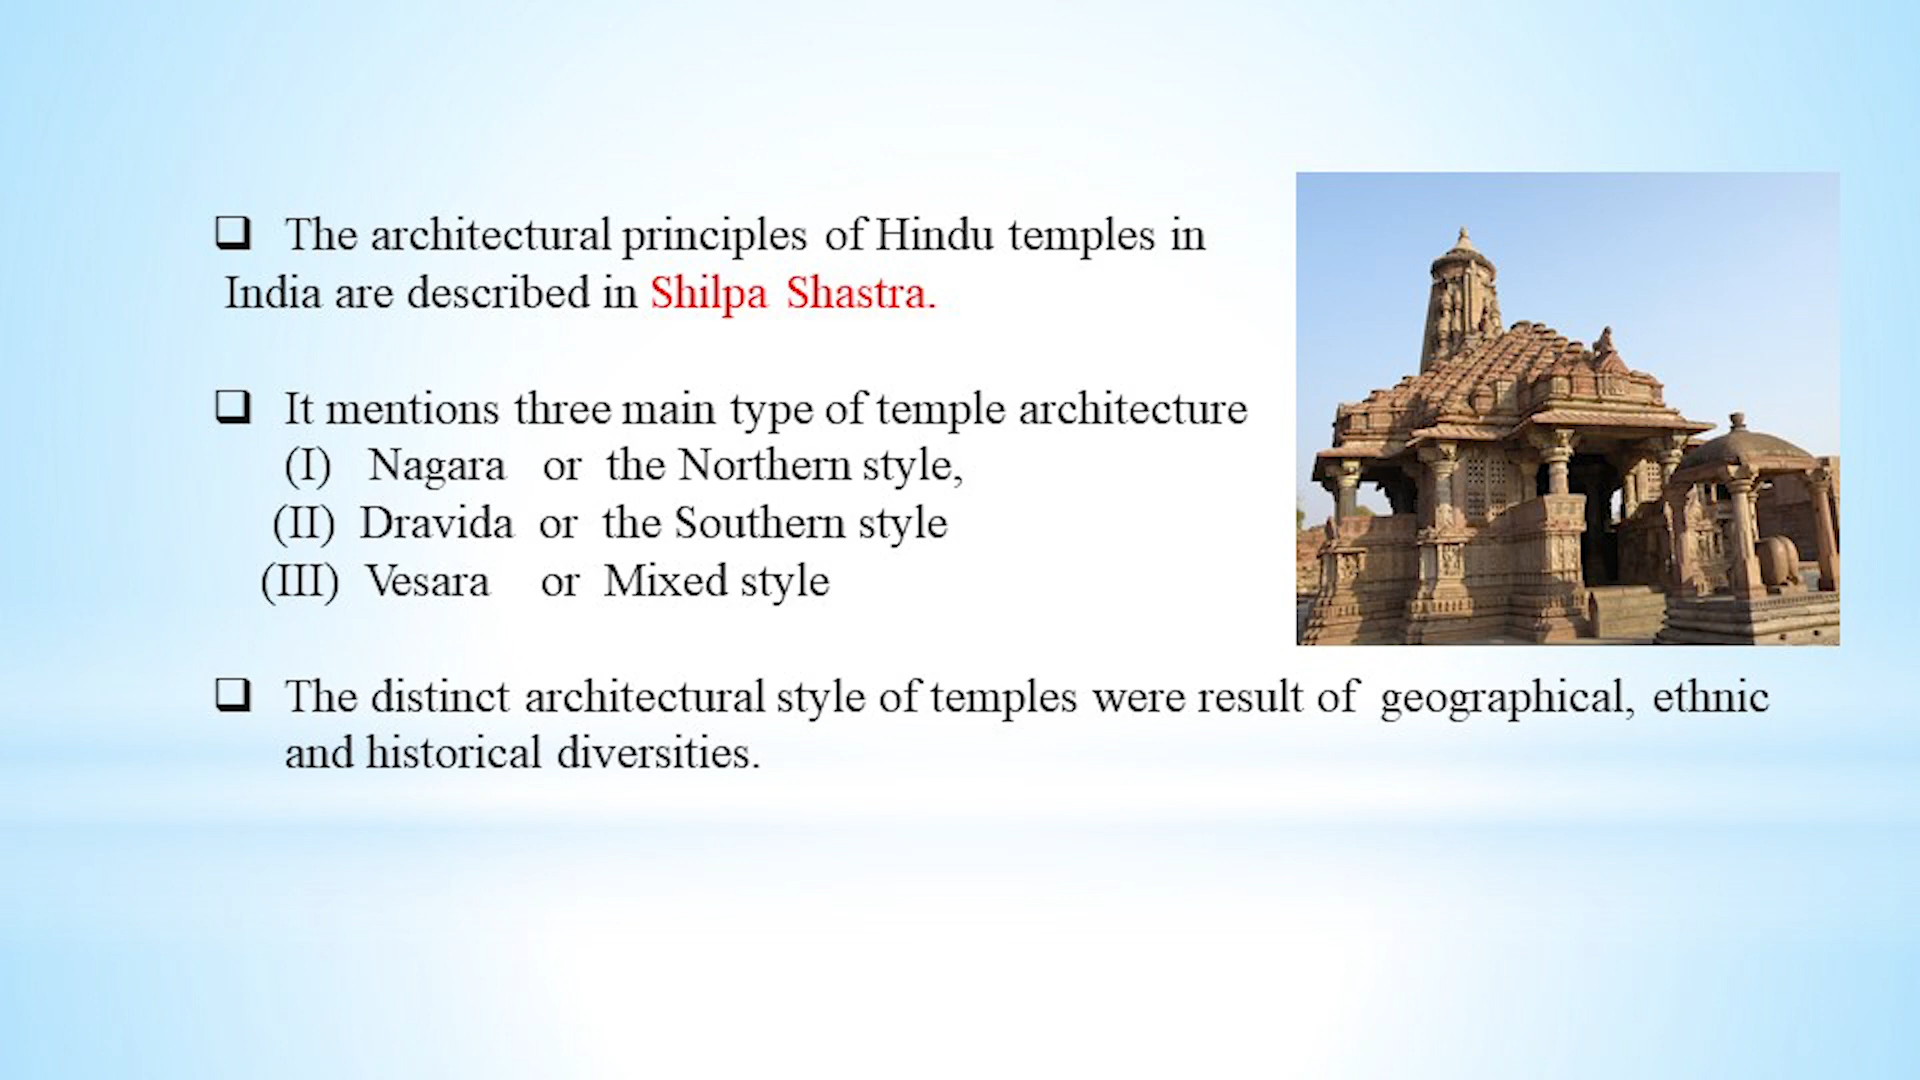 ❑ The architectural principles of Hindu temples in
India are described in Shilpa Shastra.
❑ It mentions three main type of temple architecture
(I) Nagara or the Northern style,
(II) Dravida or the Southern style
(III) Vesara or Mixed style
❑ The distinct architectural style of temples were result of geographical, ethnic
and historical diversities.